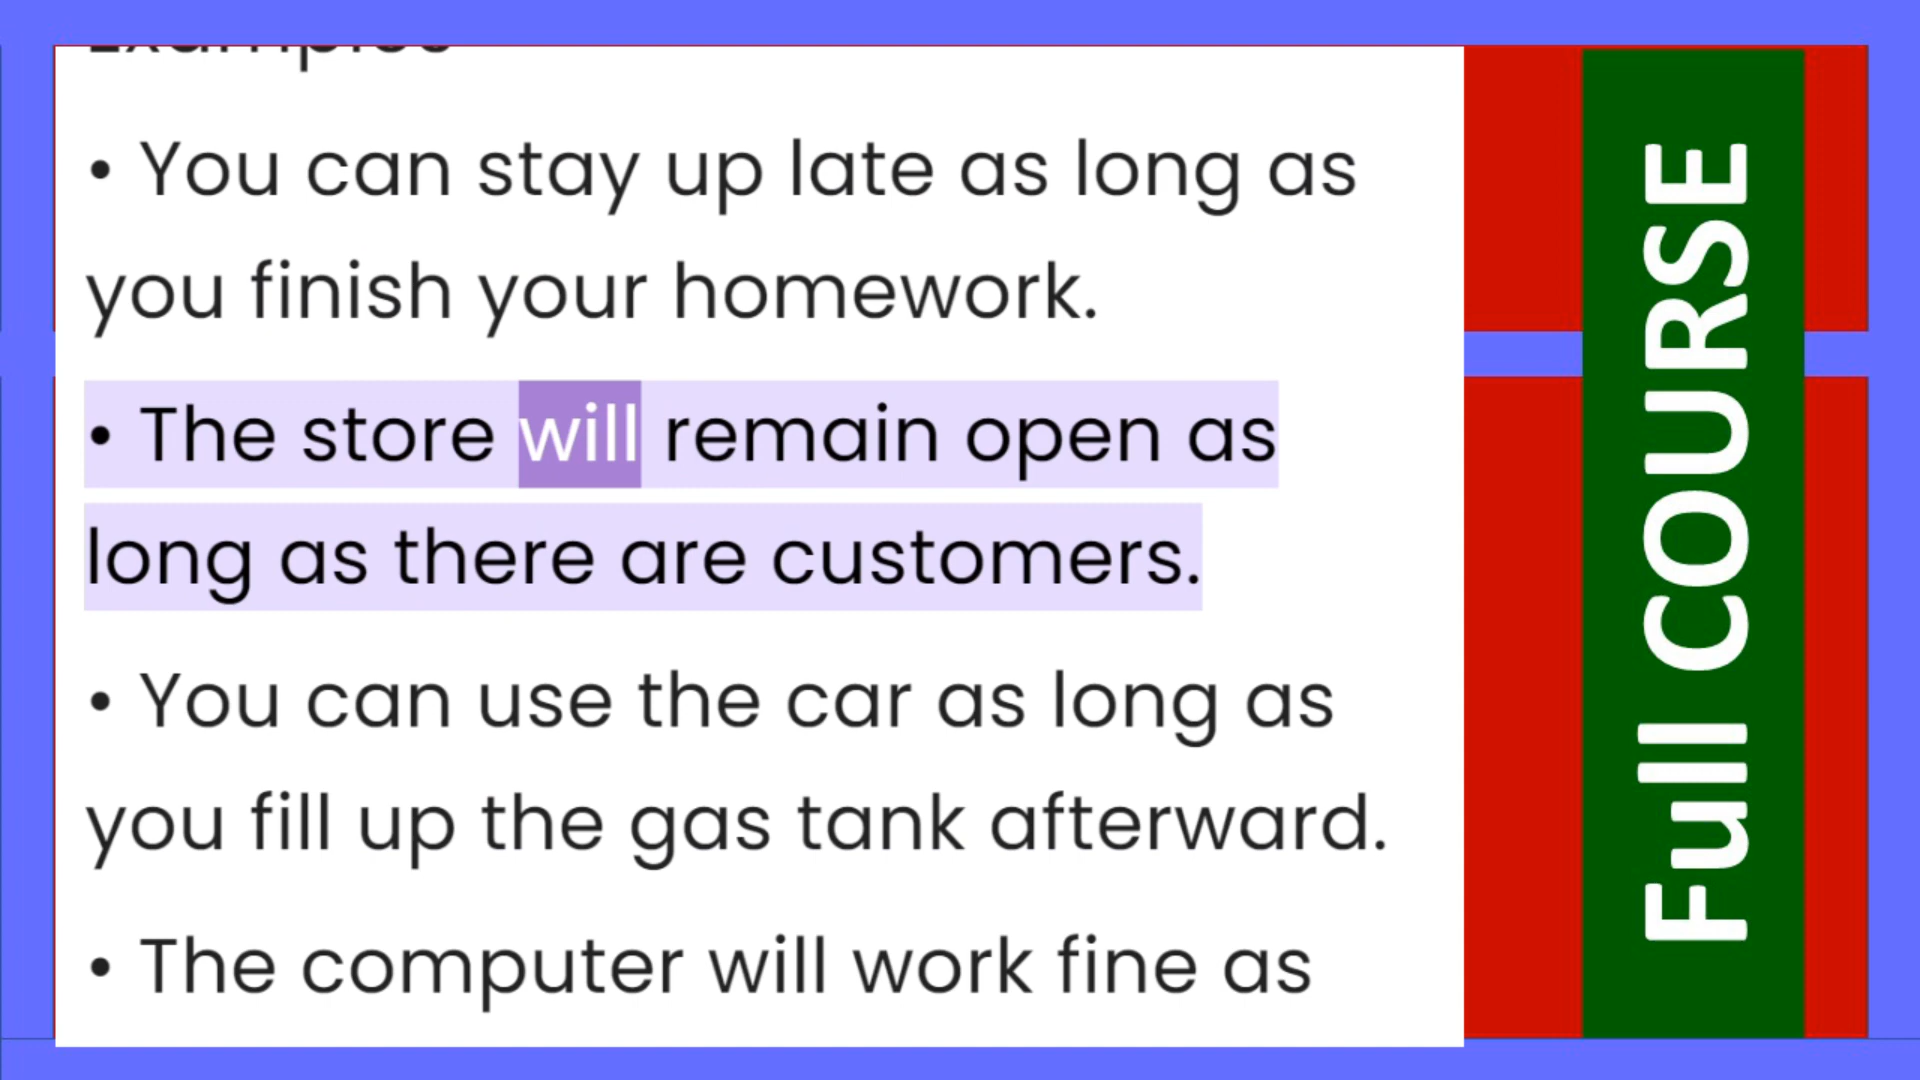 Examples
• You can stay up late as long as
you finish your homework.
• The store will remain open as
long as there are customers.
• You can use the car as long as
you fill up the gas tank afterward.
• The computer will work fine as
Full COURSE